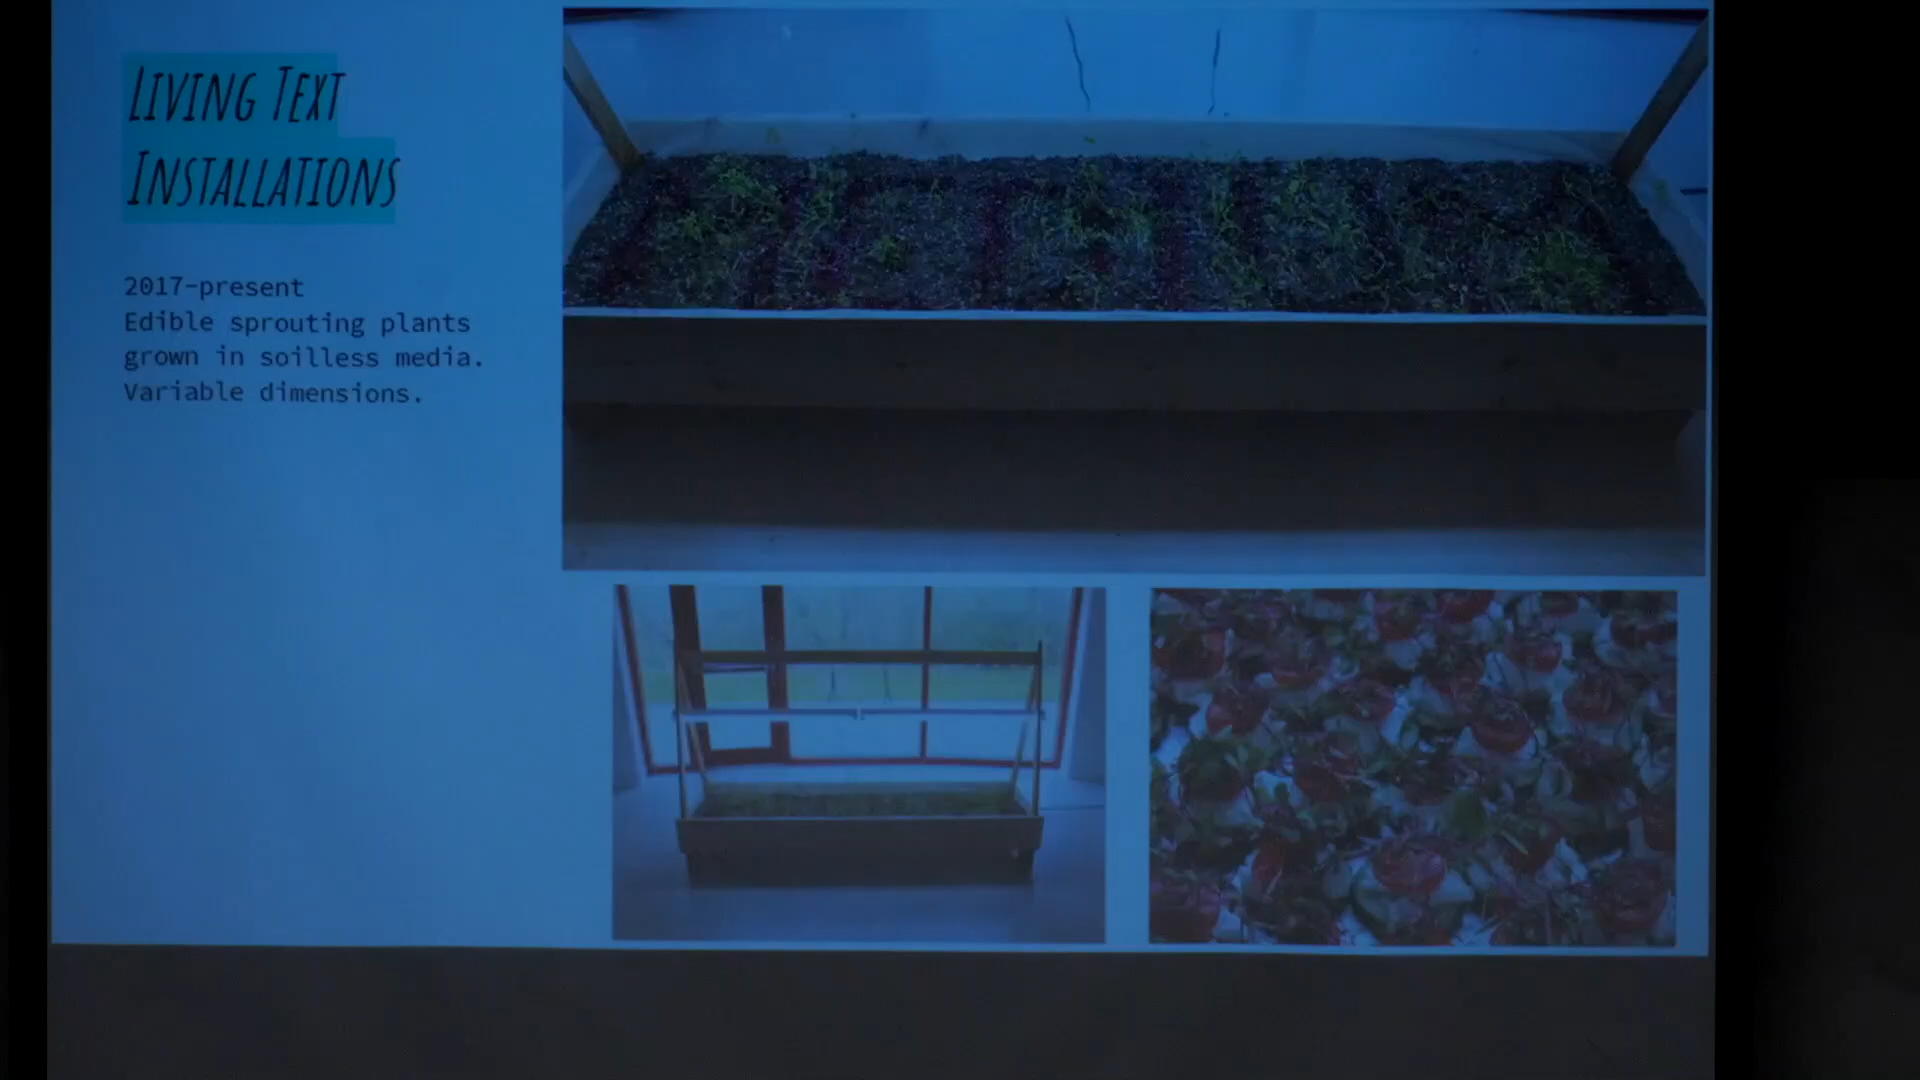 Living Text
Installations
2017-present
Edible sprouting plants
grown in soilless media.
Variable dimensions.